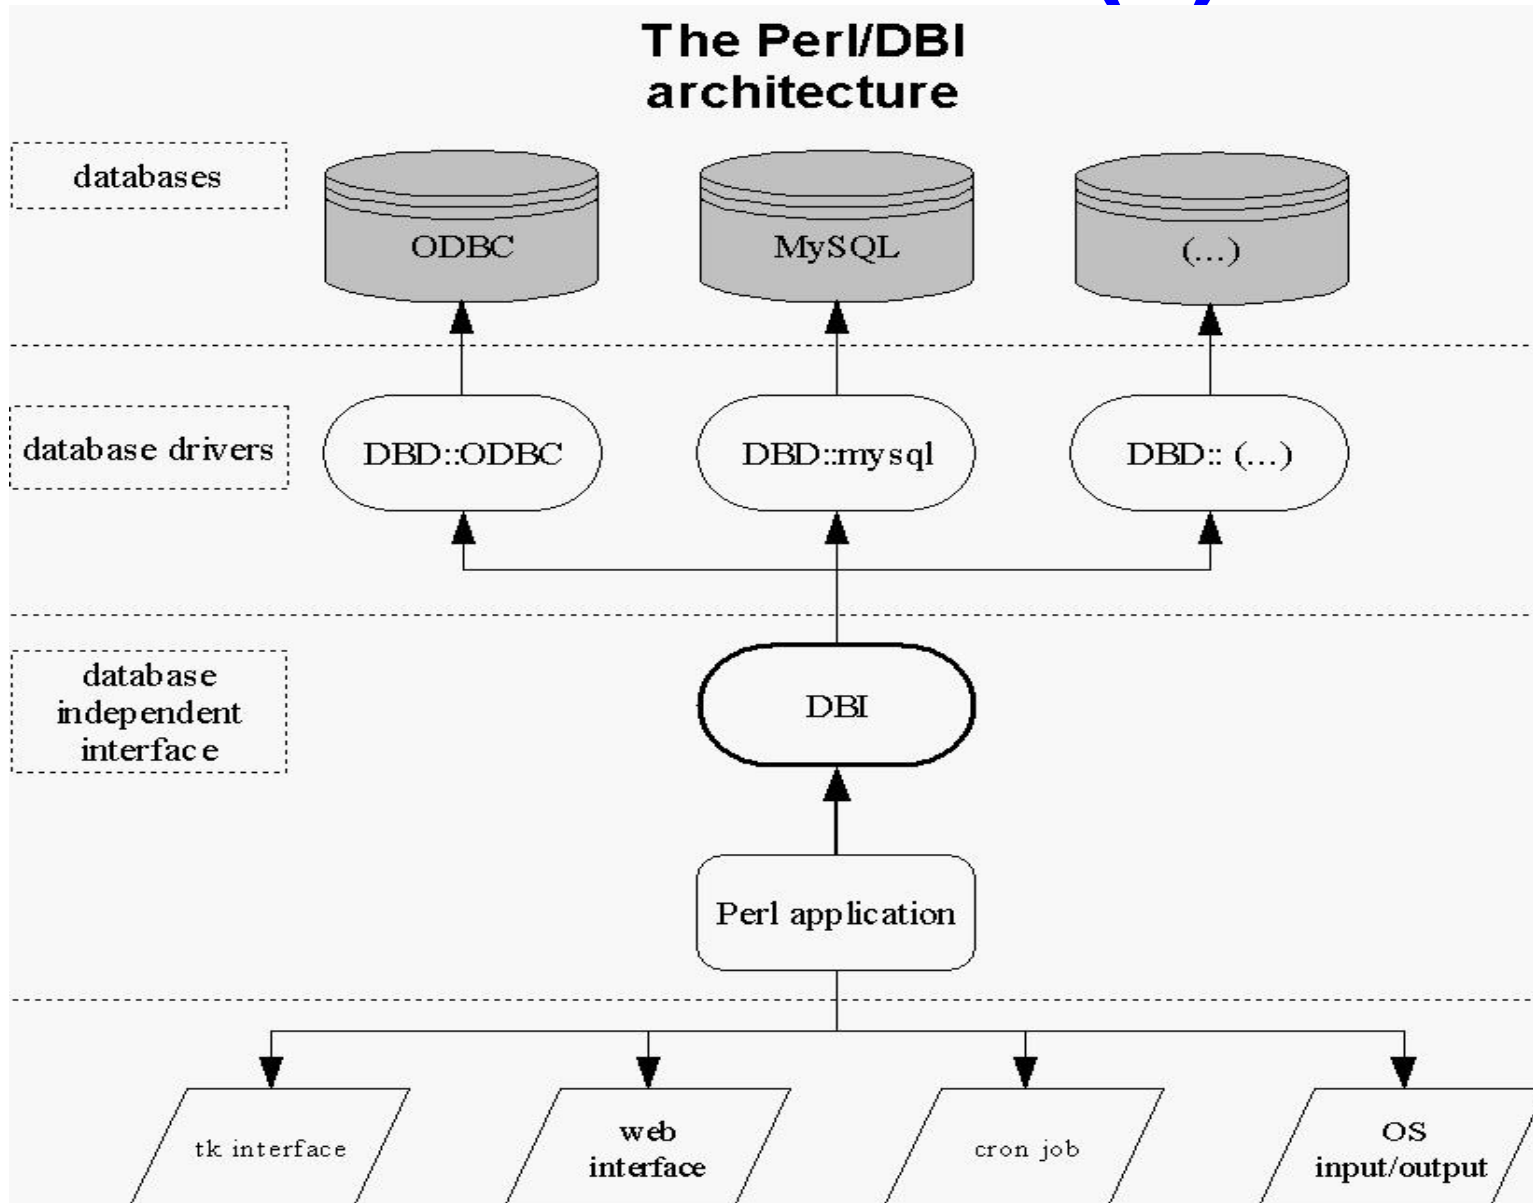 The Perl/DBI
architecture
databases
ODBC
MySQL
(...)
database drivers
DBD::ODBC
DBD::mysql
DBD:: (...)
database
independent
interface
DBI
Perl application
tk interface
web
interface
cron job
OS
input/output